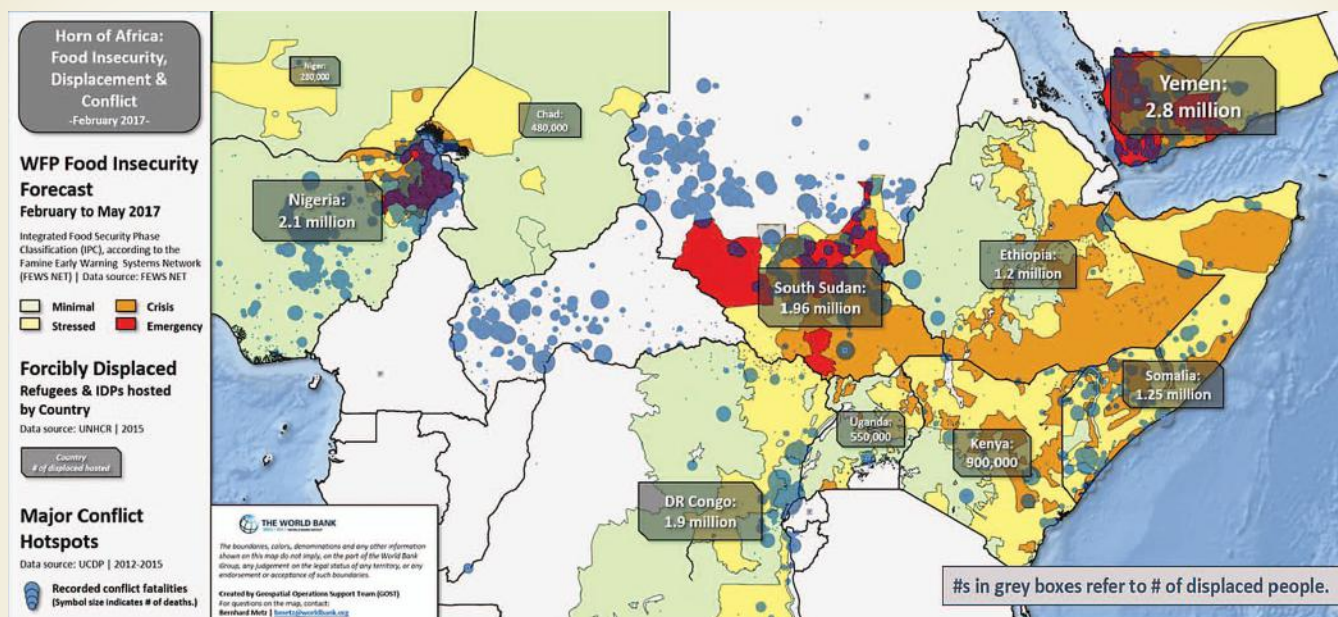 Horn of Africa:
Food Insecurity,
Displacement &
Conflict
-February 2017-
WFP Food Insecurity
Forecast
February to May 2017
Integrated Food Security Phase
Classification (IPC), according to the
Famine Early Warning Systems Network
(FEWS NET) | Data source: FEWS NET
Minimal
Crisis
Stressed
Emergency
Forcibly Displaced
Refugees & IDPs hosted
by Country
Data source: UNHCR | 2015
Country
# of displaced hosted
Major Conflict
Hotspots
Data source: UCDP | 2012-2015
Recorded conflict fatalities
(Symbol size indicates # of deaths.)
Niger:
280,000
Chad:
480,000
Nigeria:
2.1 million
Yemen:
2.8 million
Ethiopia:
1.2 million
South Sudan:
1.96 million
Somalia:
1.25 million
Uganda:
550,000
Kenya:
900,000
DR Congo:
1.9 million
THE WORLD BANK
The boundaries, colors, denominations and any other information
shown on this map do not imply, on the part of the World Bank
Group, any judgement on the legal status of any territory, or any
endorsement or acceptance of such boundaries.
Created by Geospatial Operations Support Team (GOST)
For questions on the map, contact:
Bernhard Metz | bmetz@worldbank.org
#s in grey boxes refer to # of displaced people.